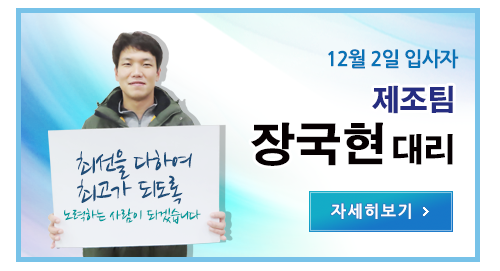 12월 2일 입사자
제조팀
장국현 대리
자세히보기 >
최선을 다하여
최고가 되도록
노력하는 사람이 되겠습니다